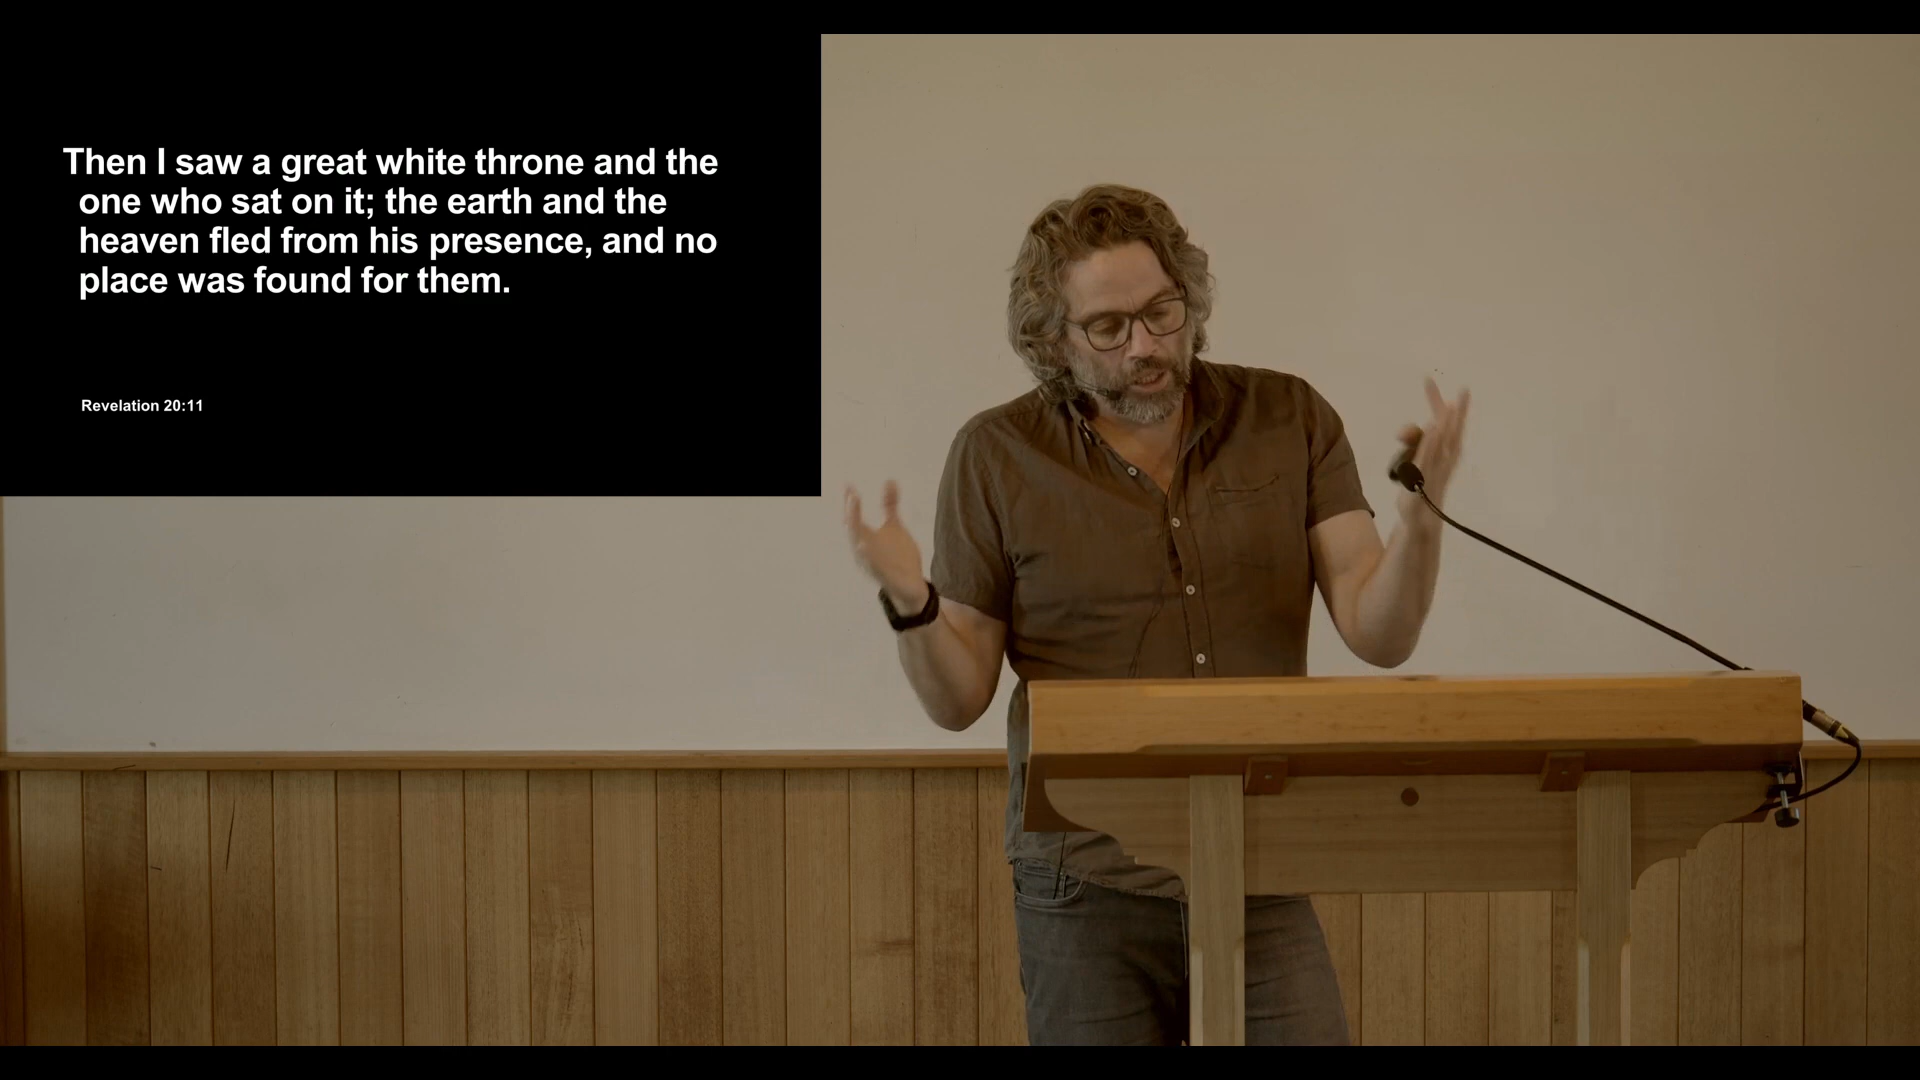 Then I saw a great white throne and the
one who sat on it; the earth and the
heaven fled from his presence, and no
place was found for them.
Revelation 20:11